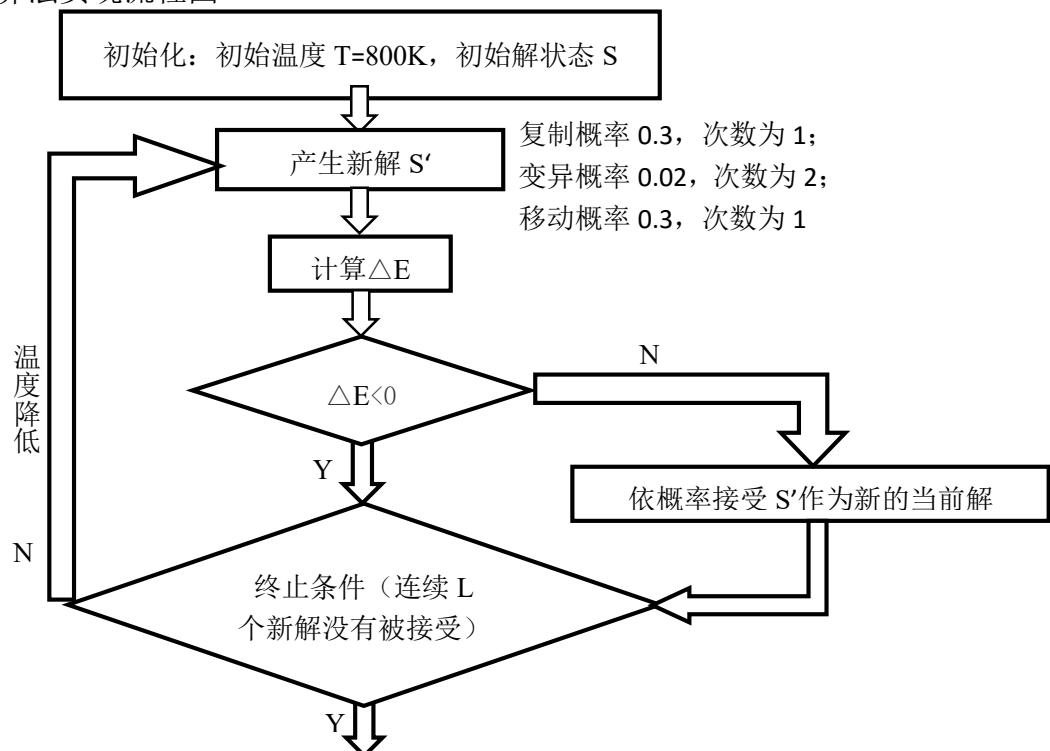 初始化：初始温度 T=800K，初始解状态 S
产生新解 S‘
复制概率 0.3，次数为 1；
变异概率 0.02，次数为 2；
移动概率 0.3，次数为 1
计算△E
△E<0
N
Y
温度降低
依概率接受 S’作为新的当前解
N
终止条件（连续 L
个新解没有被接受）
Y